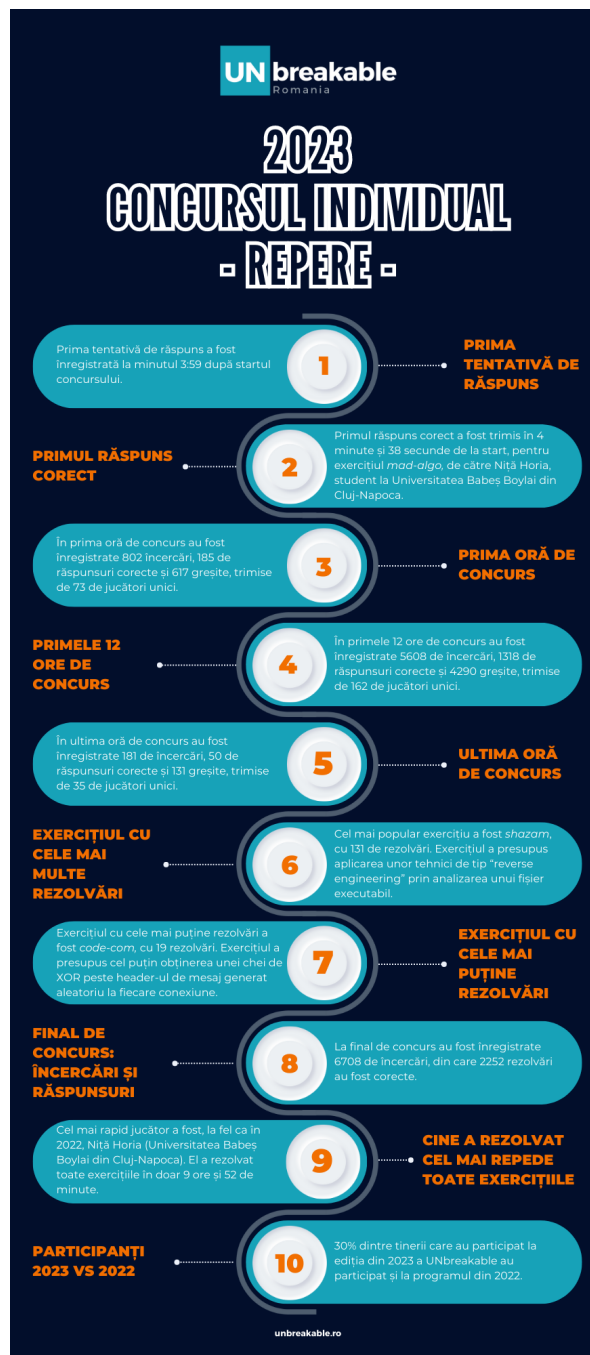 UNbreakable
Romania
2023
CONCURSUL INDIVIDUAL
- REPERE -
Prima tentativă de răspuns a fost
înregistrată la minutul 3:59 după startul
concursului.
1
PRIMA
TENTATIVĂ DE
RĂSPUNS
PRIMUL RĂSPUNS
CORECT
2
Primul răspuns corect a fost trimis în 4
minute și 38 secunde de la start, pentru
exercițiul mad-algo, de către Niță Horia,
student la Universitatea Babeș Boylai din
Cluj-Napoca.
În prima oră de concurs au fost
înregistrate 802 încercări, 185 de
răspunsuri corecte și 617 greșite, trimise
de 73 de jucători unici.
3
PRIMA ORĂ DE
CONCURS
PRIMELE 12
ORE DE
CONCURS
4
În primele 12 ore de concurs au fost
înregistrate 5608 de încercări, 1318 de
răspunsuri corecte și 4290 greșite, trimise
de 162 de jucători unici.
În ultima oră de concurs au fost
înregistrate 181 de încercări, 50 de
răspunsuri corecte și 131 greșite, trimise
de 35 de jucători unici.
5
ULTIMA ORĂ
DE CONCURS
EXERCIȚIUL CU
CELE MAI
MULTE
REZOLVĂRI
6
Cel mai popular exercițiu a fost shazam,
cu 131 de rezolvări. Exercițiul a presupus
aplicarea unor tehnici de tip “reverse
engineering” prin analizarea unui fișier
executabil.
Exercițiul cu cele mai puține rezolvări a
fost code-com, cu 19 rezolvări. Exercițiul a
presupus cel puțin obținerea unei chei de
XOR peste header-ul de mesaj generat
aleatoriu la fiecare conexiune.
7
EXERCIȚIUL CU
CELE MAI
PUȚINE
REZOLVĂRI
FINAL DE
CONCURS:
ÎNCERCĂRI ȘI
RĂSPUNSURI
8
La final de concurs au fost înregistrate
6708 de încercări, din care 2252 rezolvări
au fost corecte.
Cel mai rapid jucător a fost, la fel ca în
2022, Niță Horia (Universitatea Babeș
Boylai din Cluj-Napoca). El a rezolvat
toate exercițiile în doar 9 ore și 52 de
minute.
9
CINE A REZOLVAT
CEL MAI REPEDE
TOATE EXERCIȚIILE
PARTICIPANȚI
2023 VS 2022
10
30% dintre tinerii care au participat la
ediția din 2023 a UNbreakable au
participat și la programul din 2022.
unbreakable.ro